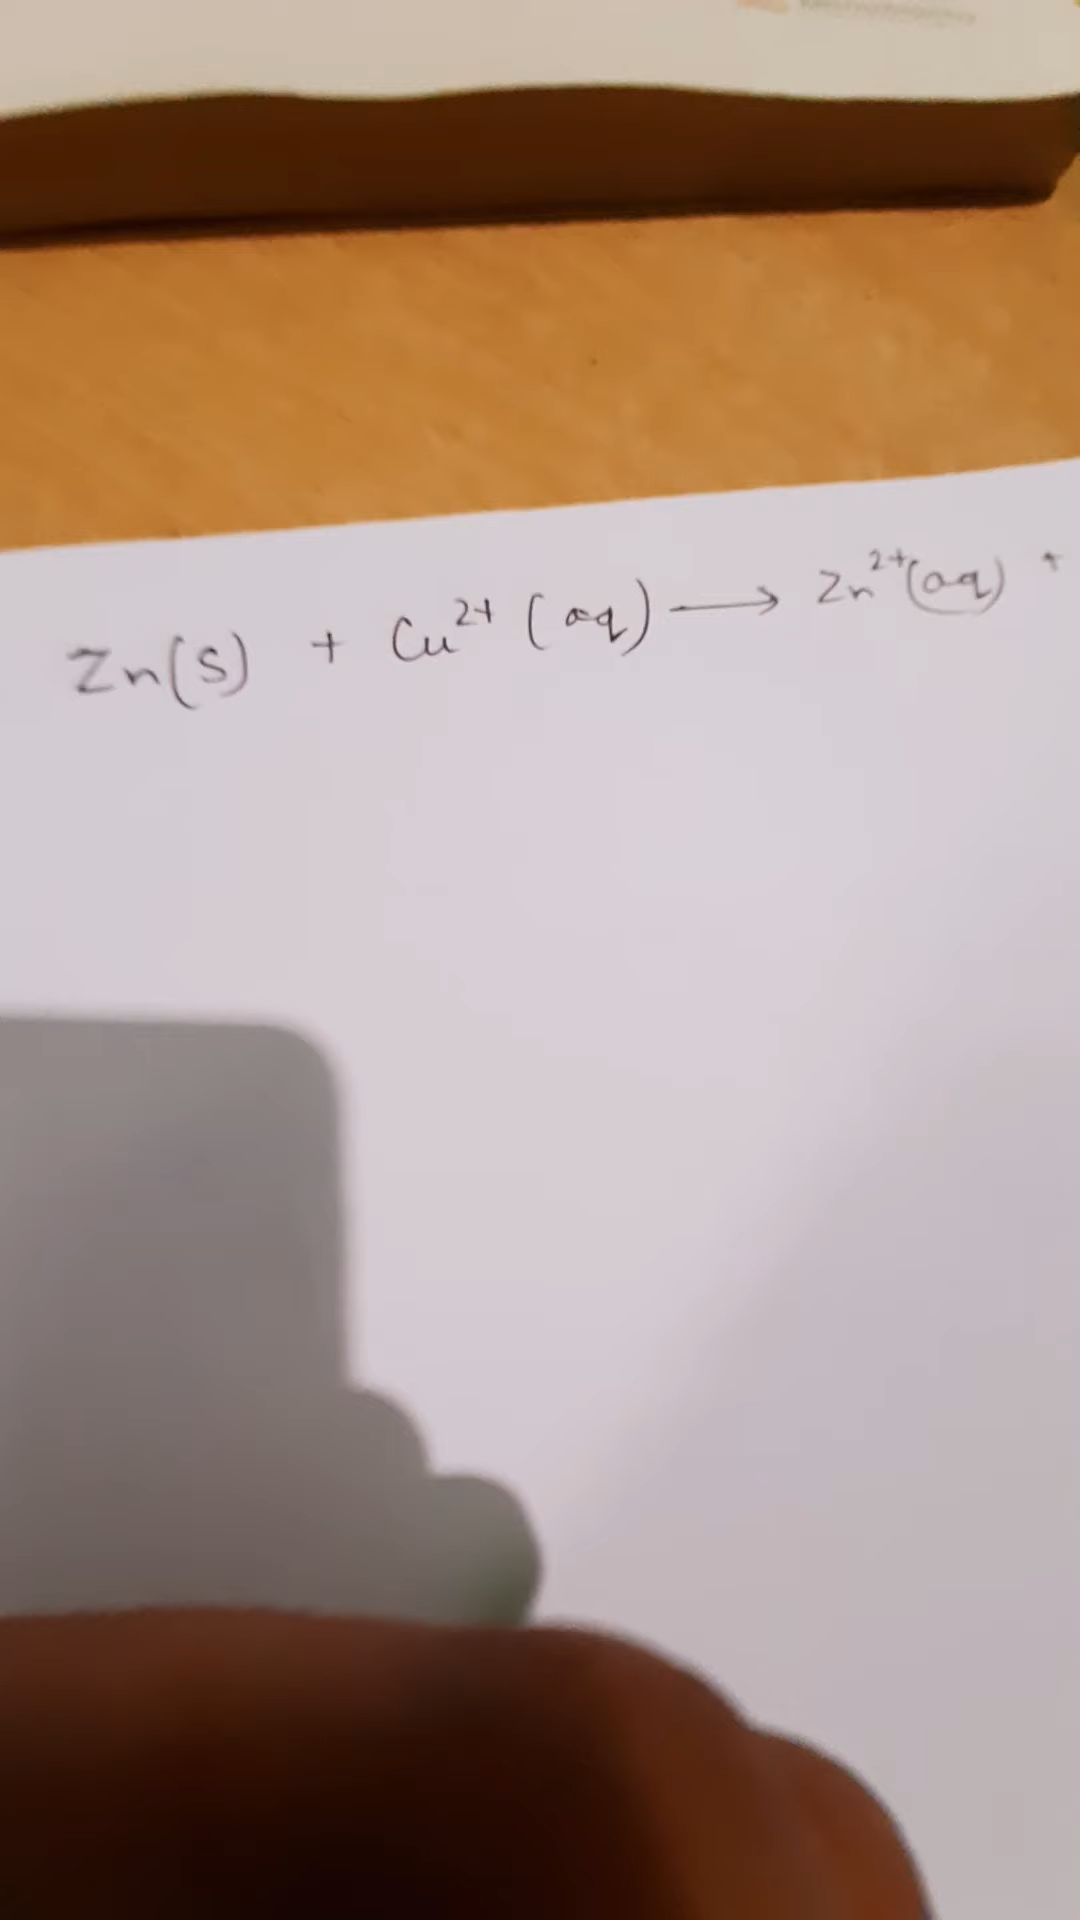 Zn(s) + Cu²⁺ (aq) ⟶ Zn²⁺(aq) +